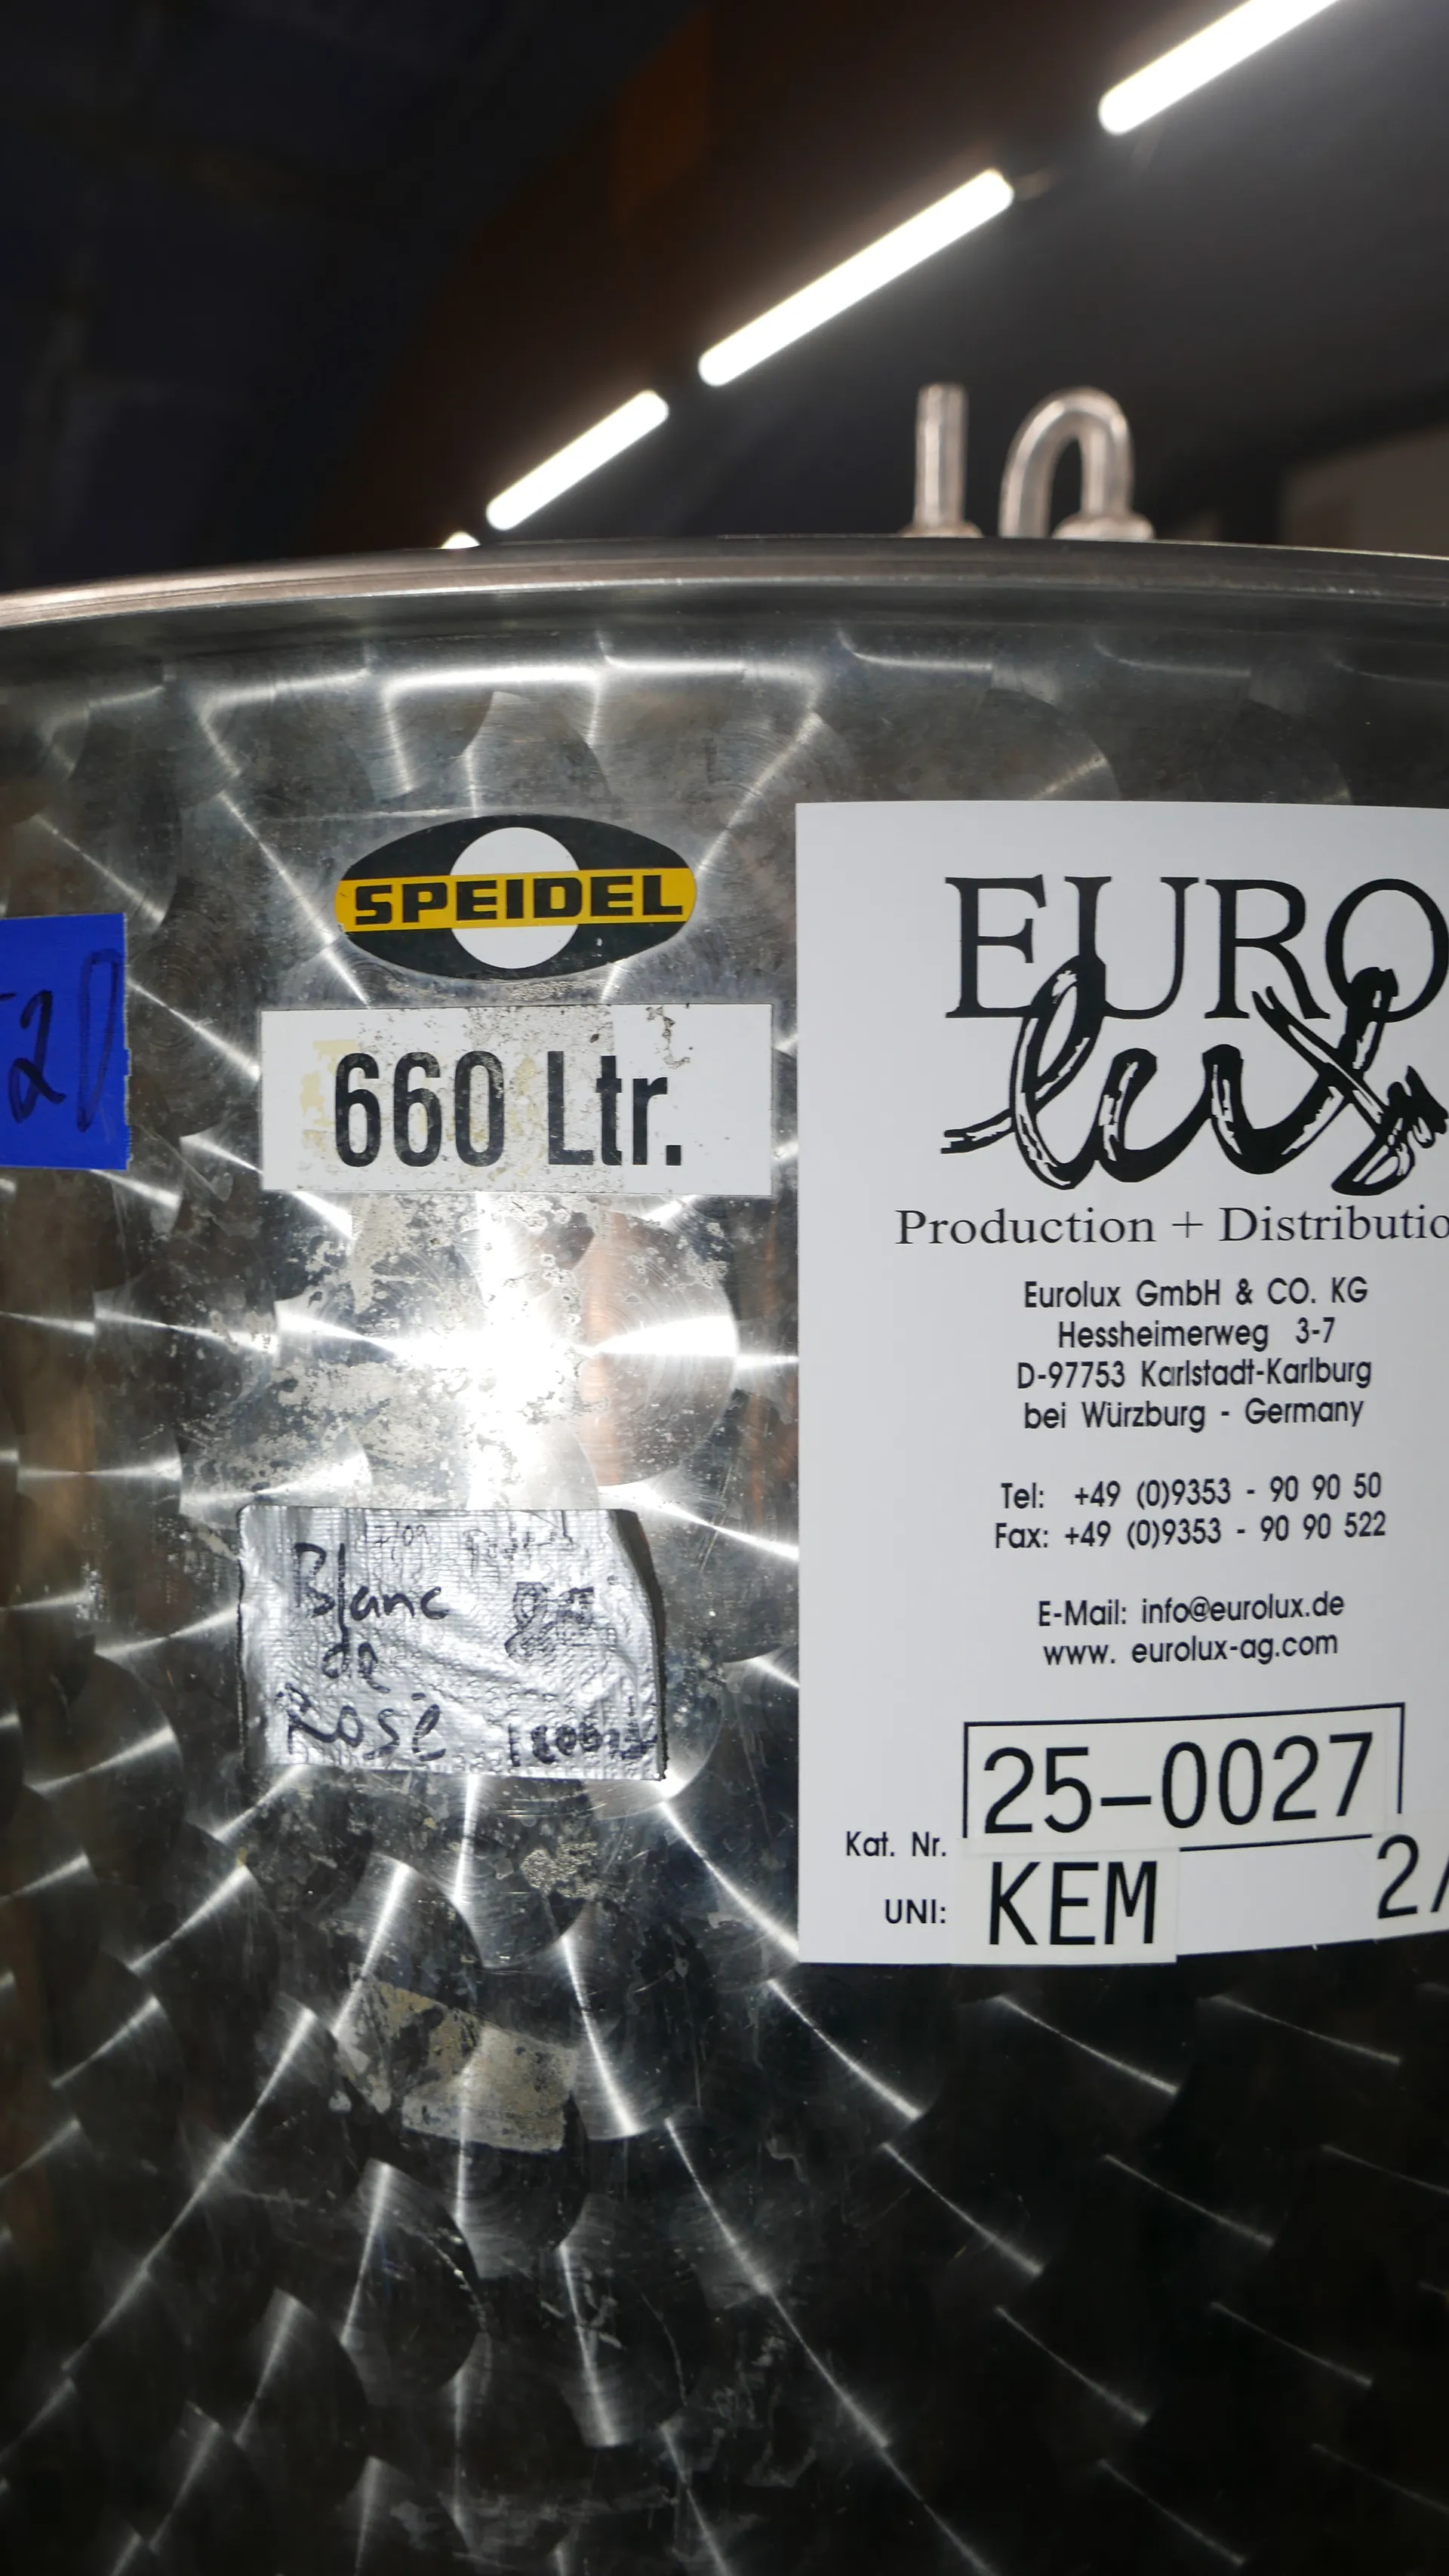 SPEIDEL
20
660 Ltr.
Blanc
de
Rosé
EURO
lux
Production + Distributio
Eurolux GmbH & CO. KG
Hessheimerweg 3-7
D-97753 Karlstadt-Karlburg
bei Würzburg - Germany
Tel: +49 (0)9353 - 90 90 50
Fax: +49 (0)9353 - 90 90 522
E-Mail: info@eurolux.de
www. eurolux-ag.com
25-0027
Kat. Nr.
2/
UNI: KEM